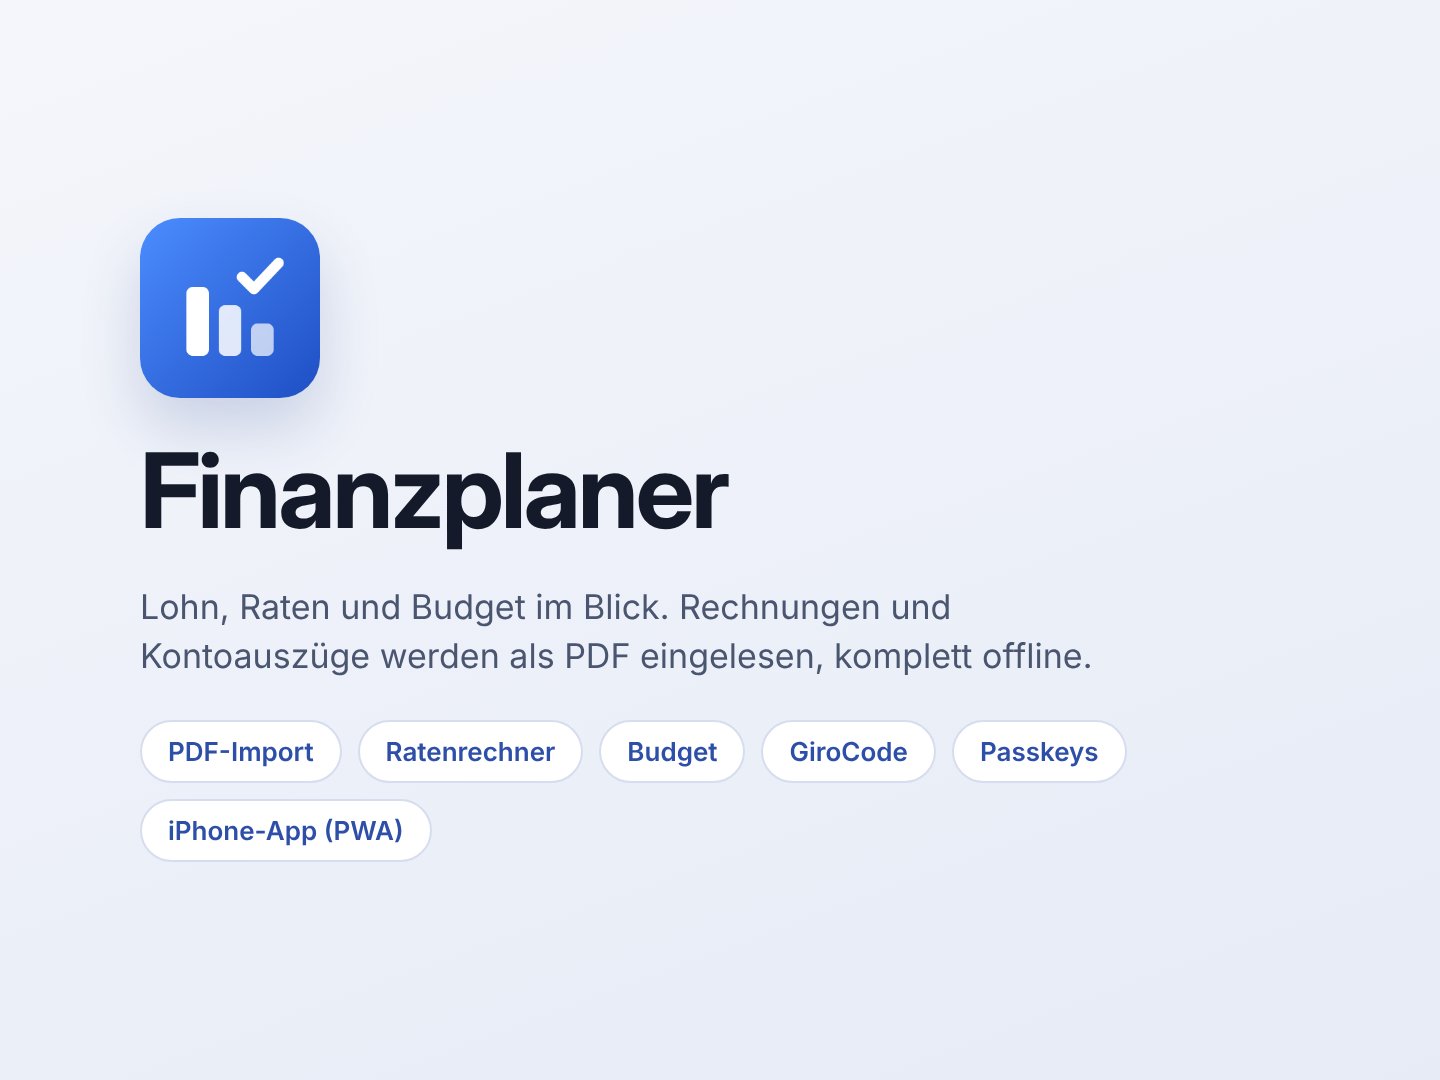 Finanzplaner
Lohn, Raten und Budget im Blick. Rechnungen und
Kontoauszüge werden als PDF eingelesen, komplett offline.
PDF-Import Ratenrechner Budget GiroCode Passkeys
iPhone-App (PWA)